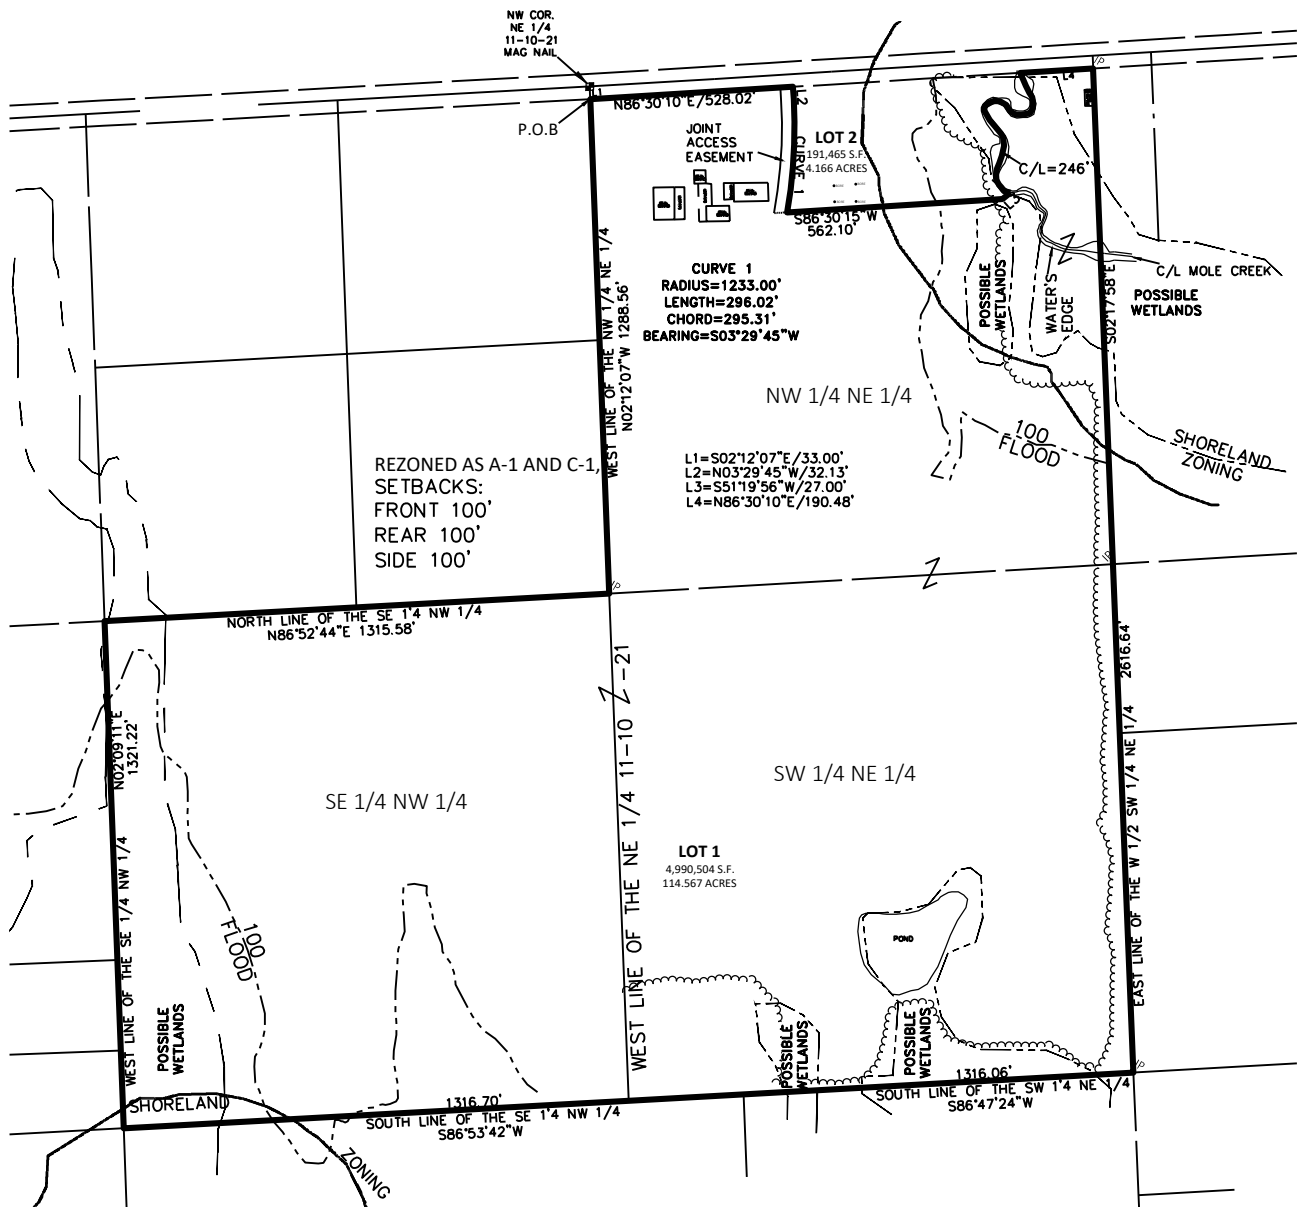 NW COR.
NE 1/4
11-10-21
MAG NAIL
P.O.B
L1
N86°30'10"E/528.02'
L2
L4
JOINT
ACCESS
EASEMENT
CURVE 1
LOT 2
191,465 S.F.
4.166 ACRES
C/L=246'
S86°30'15"W
562.10'
C/L MOLE CREEK
POSSIBLE
WETLANDS
POSSIBLE
WETLANDS
WATER'S
EDGE
S02°17'58"E
CURVE 1
RADIUS=1233.00'
LENGTH=296.02'
CHORD=295.31'
BEARING=S03°29'45"W
WEST LINE OF THE NW 1/4 NE 1/4
N02°12'07"W 1288.56'
NW 1/4 NE 1/4
100
FLOOD
SHORELAND
ZONING
L1=S02°12'07"E/33.00'
L2=N03°29'45"W/32.13'
L3=S51°19'56"W/27.00'
L4=N86°30'10"E/190.48'
REZONED AS A-1 AND C-1,
SETBACKS:
FRONT 100'
REAR 100'
SIDE 100'
NORTH LINE OF THE SE 1'4 NW 1/4
N86°52'44"E 1315.58'
2616.64'
N02°09'11"E
1321.22'
WEST LINE OF THE SE 1/4 NW 1/4
SE 1/4 NW 1/4
WEST LINE OF THE NE 1/4 11-10-21
SW 1/4 NE 1/4
EAST LINE OF THE W 1/2 SW 1/4 NE 1/4
LOT 1
4,990,504 S.F.
114.567 ACRES
POND
100
FLOOD
POSSIBLE
WETLANDS
POSSIBLE
WETLANDS
POSSIBLE
WETLANDS
SHORELAND
ZONING
1316.70'
SOUTH LINE OF THE SE 1'4 NW 1/4
S86°53'42"W
1316.06'
SOUTH LINE OF THE SW 1'4 NE 1/4
S86°47'24"W